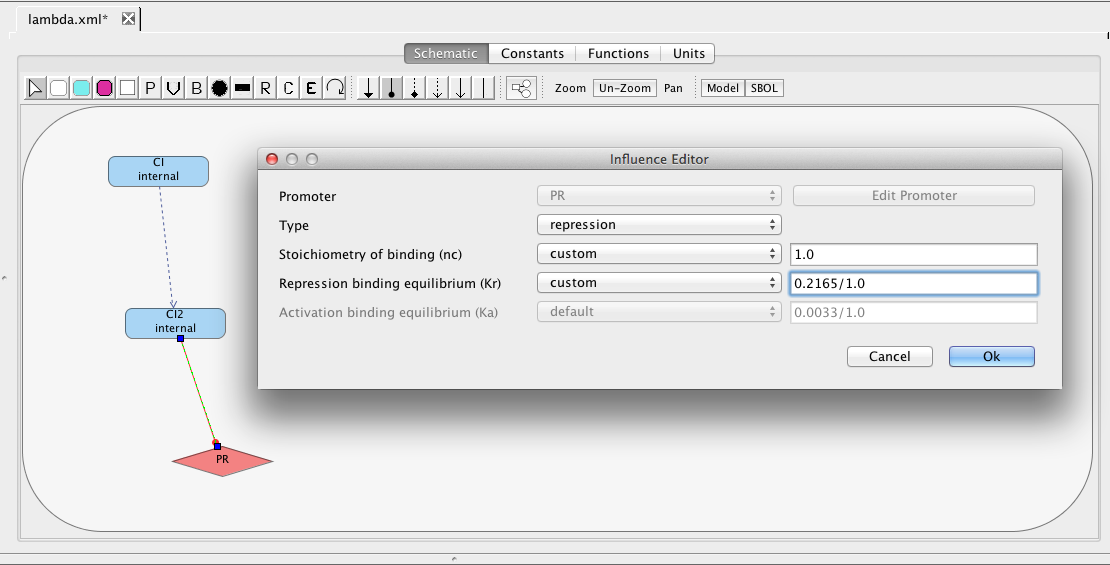 lambda.xml*
Schematic Constants Functions Units
P V B R C E Zoom Un-Zoom Pan Model SBOL
CI
internal
CI2
internal
PR
Influence Editor
Promoter PR Edit Promoter
Type repression
Stoichiometry of binding (nc) custom 1.0
Repression binding equilibrium (Kr) custom 0.2165/1.0
Activation binding equilibrium (Ka) default 0.0033/1.0
Cancel Ok